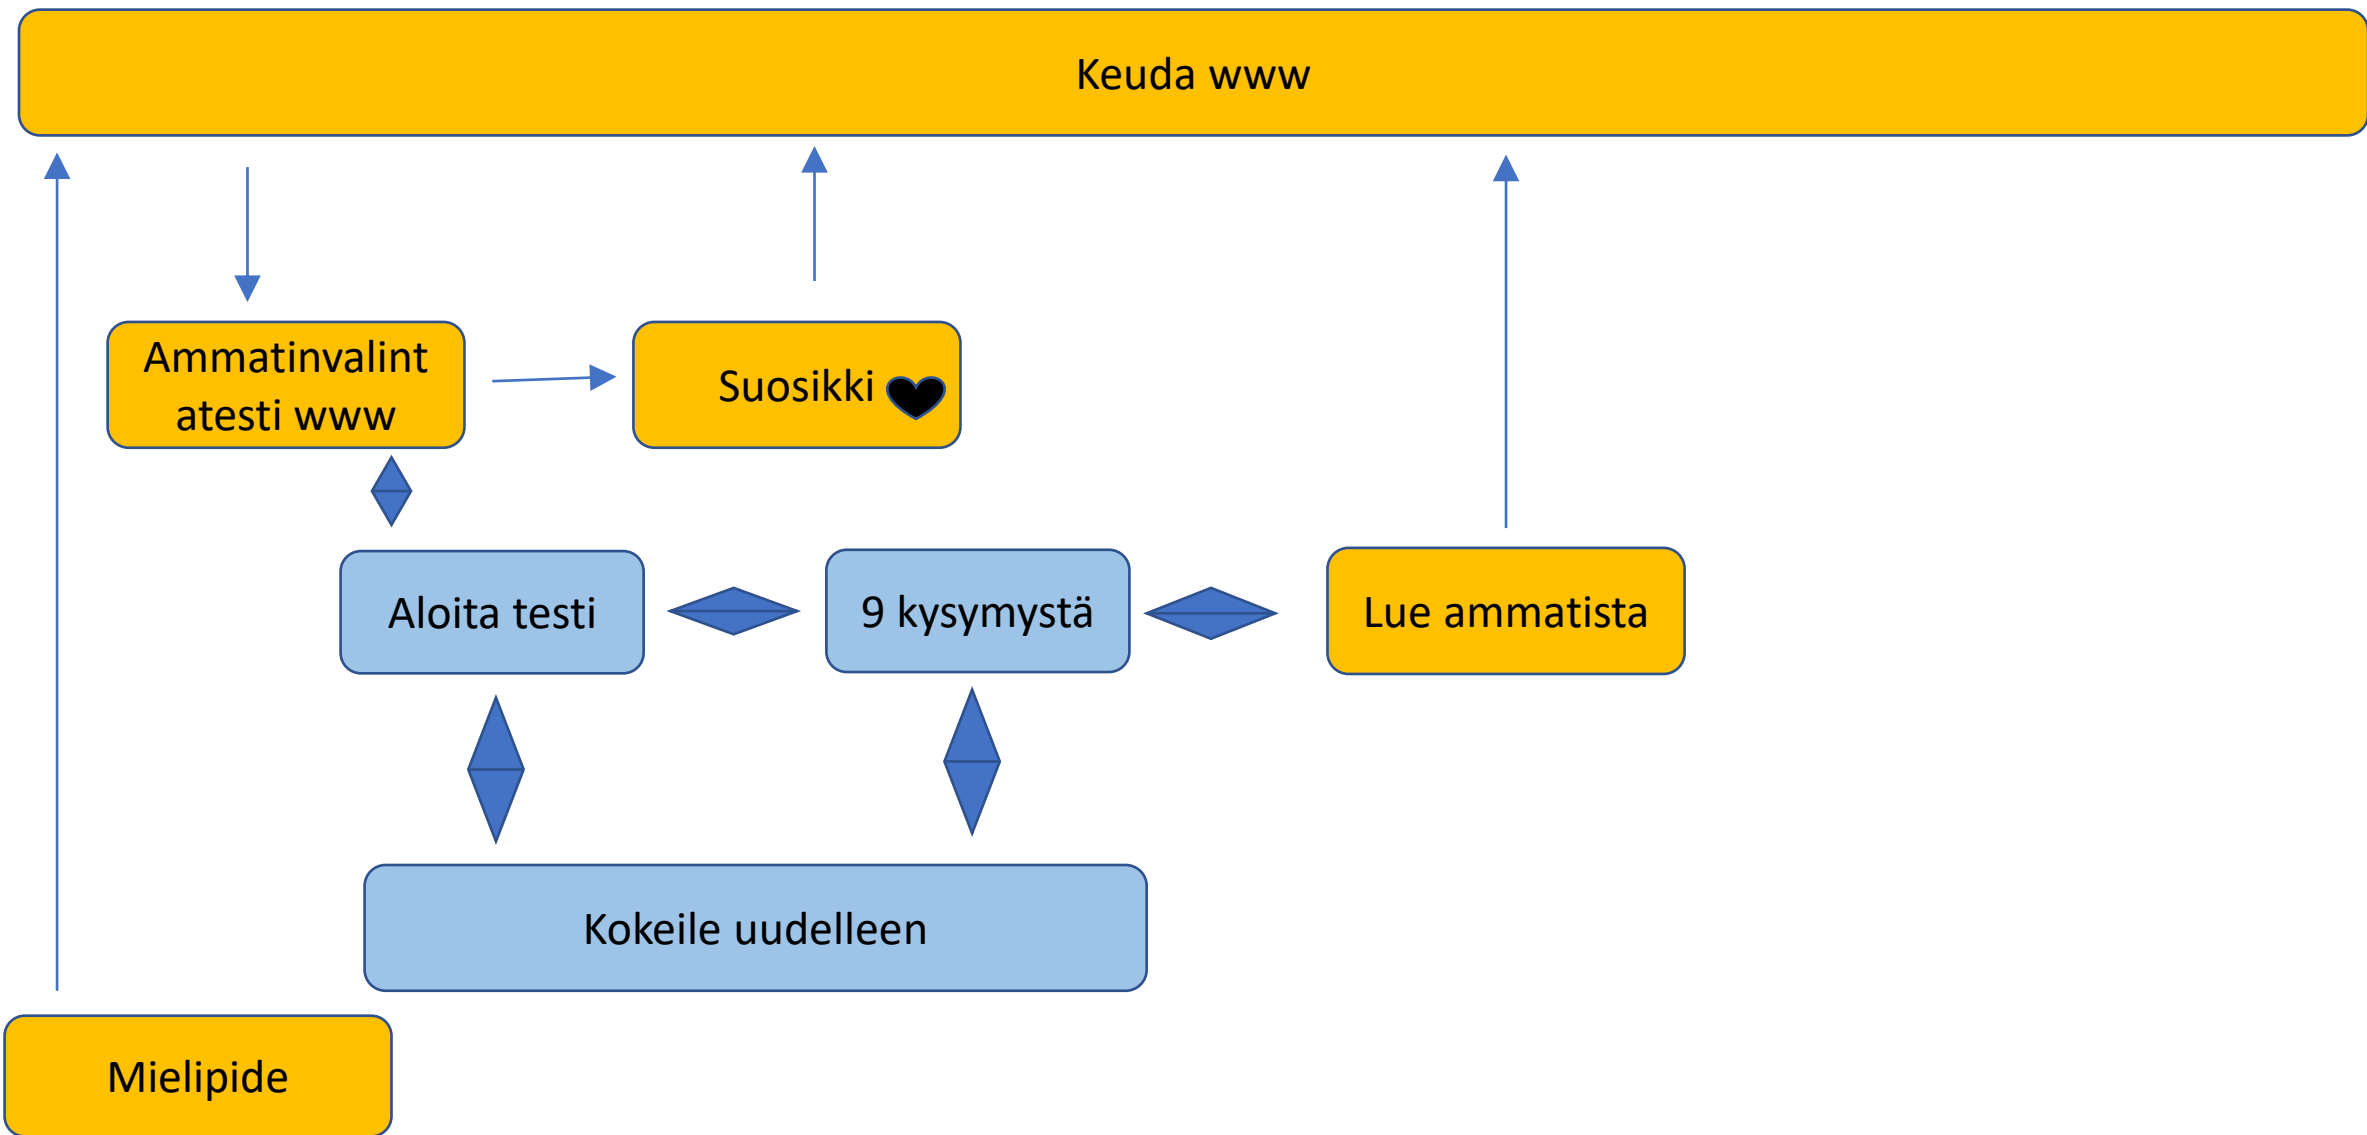 Keuda www
Ammatinvalint
atesti www
Suosikki
Aloita testi
9 kysymystä
Lue ammatista
Kokeile uudelleen
Mielipide